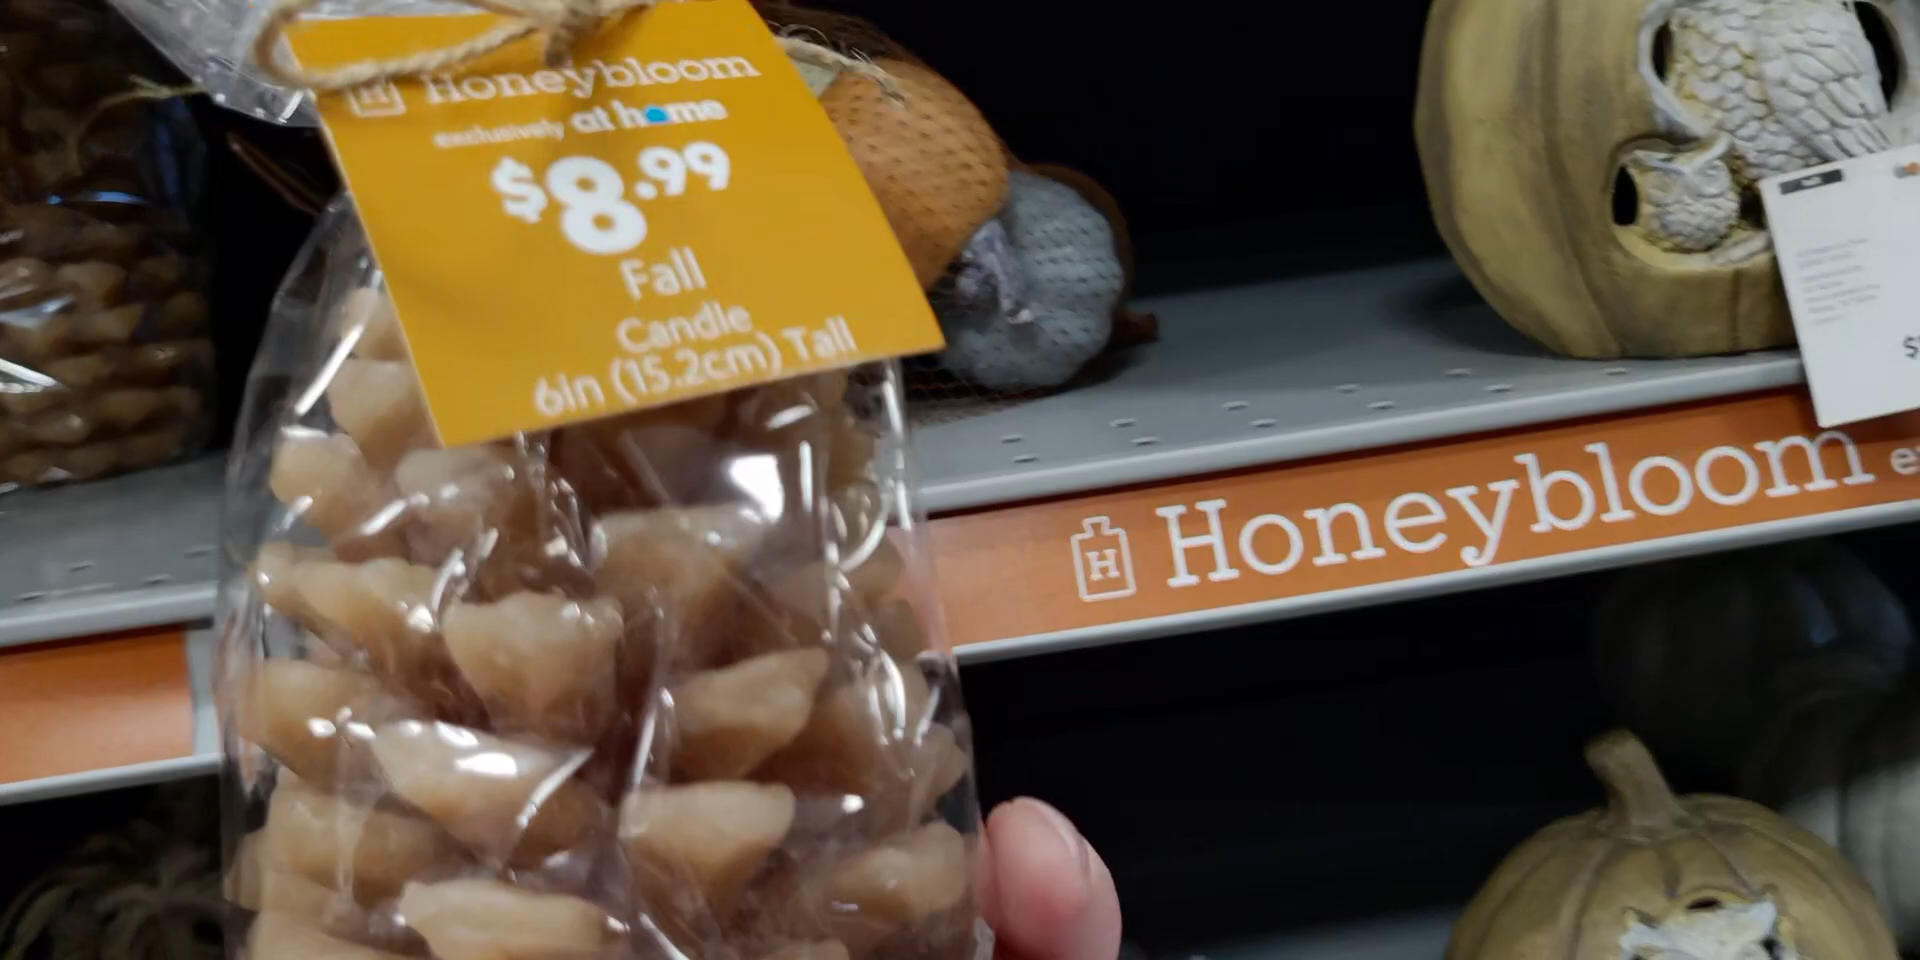 H Honeybloom
exclusively at home
$8.99
Fall
Candle
6in (15.2cm) Tall
H Honeybloom